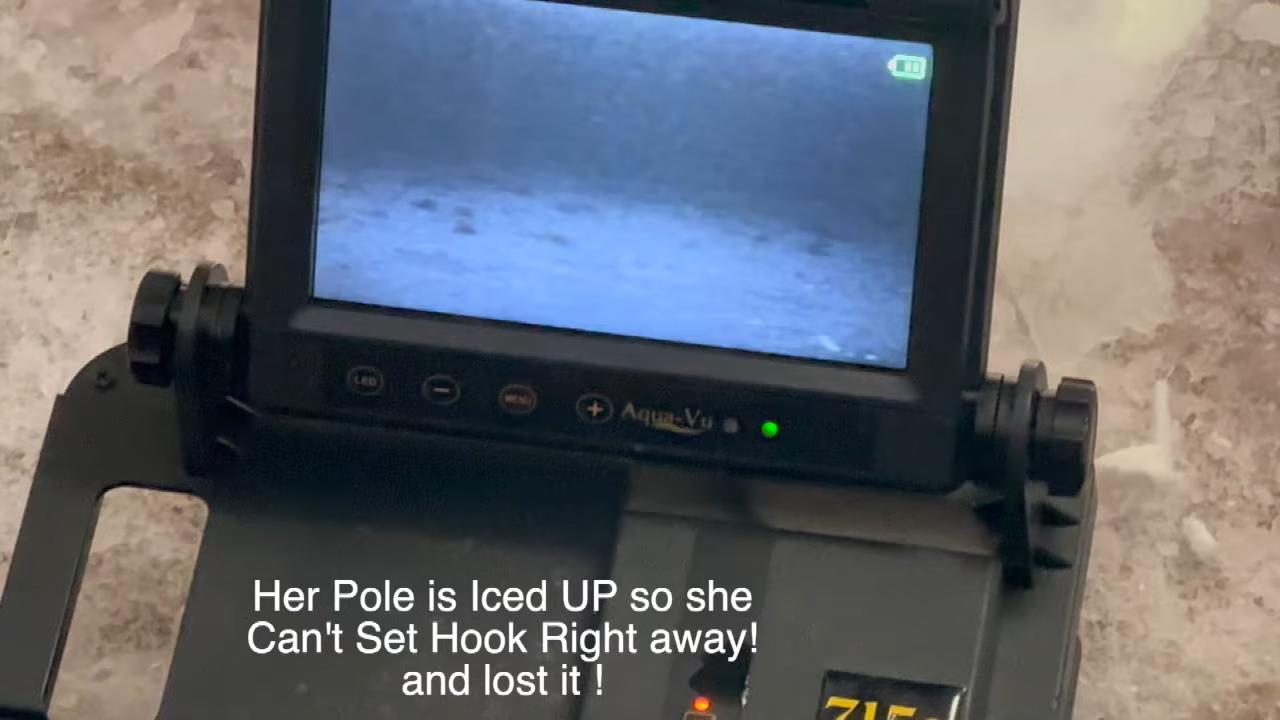 LED
MENU
Aqua-Vu
Her Pole is Iced UP so she
Can't Set Hook Right away!
and lost it !
715c